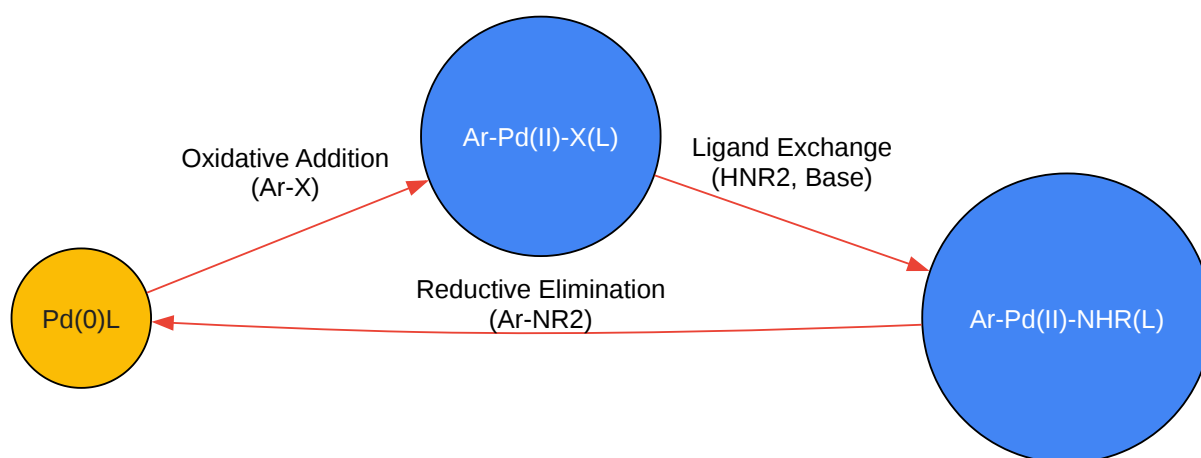 Ar-Pd(II)-X(L)
Oxidative Addition
(Ar-X)
Ligand Exchange
(HNR2, Base)
Reductive Elimination
(Ar-NR2)
Pd(0)L
Ar-Pd(II)-NHR(L)